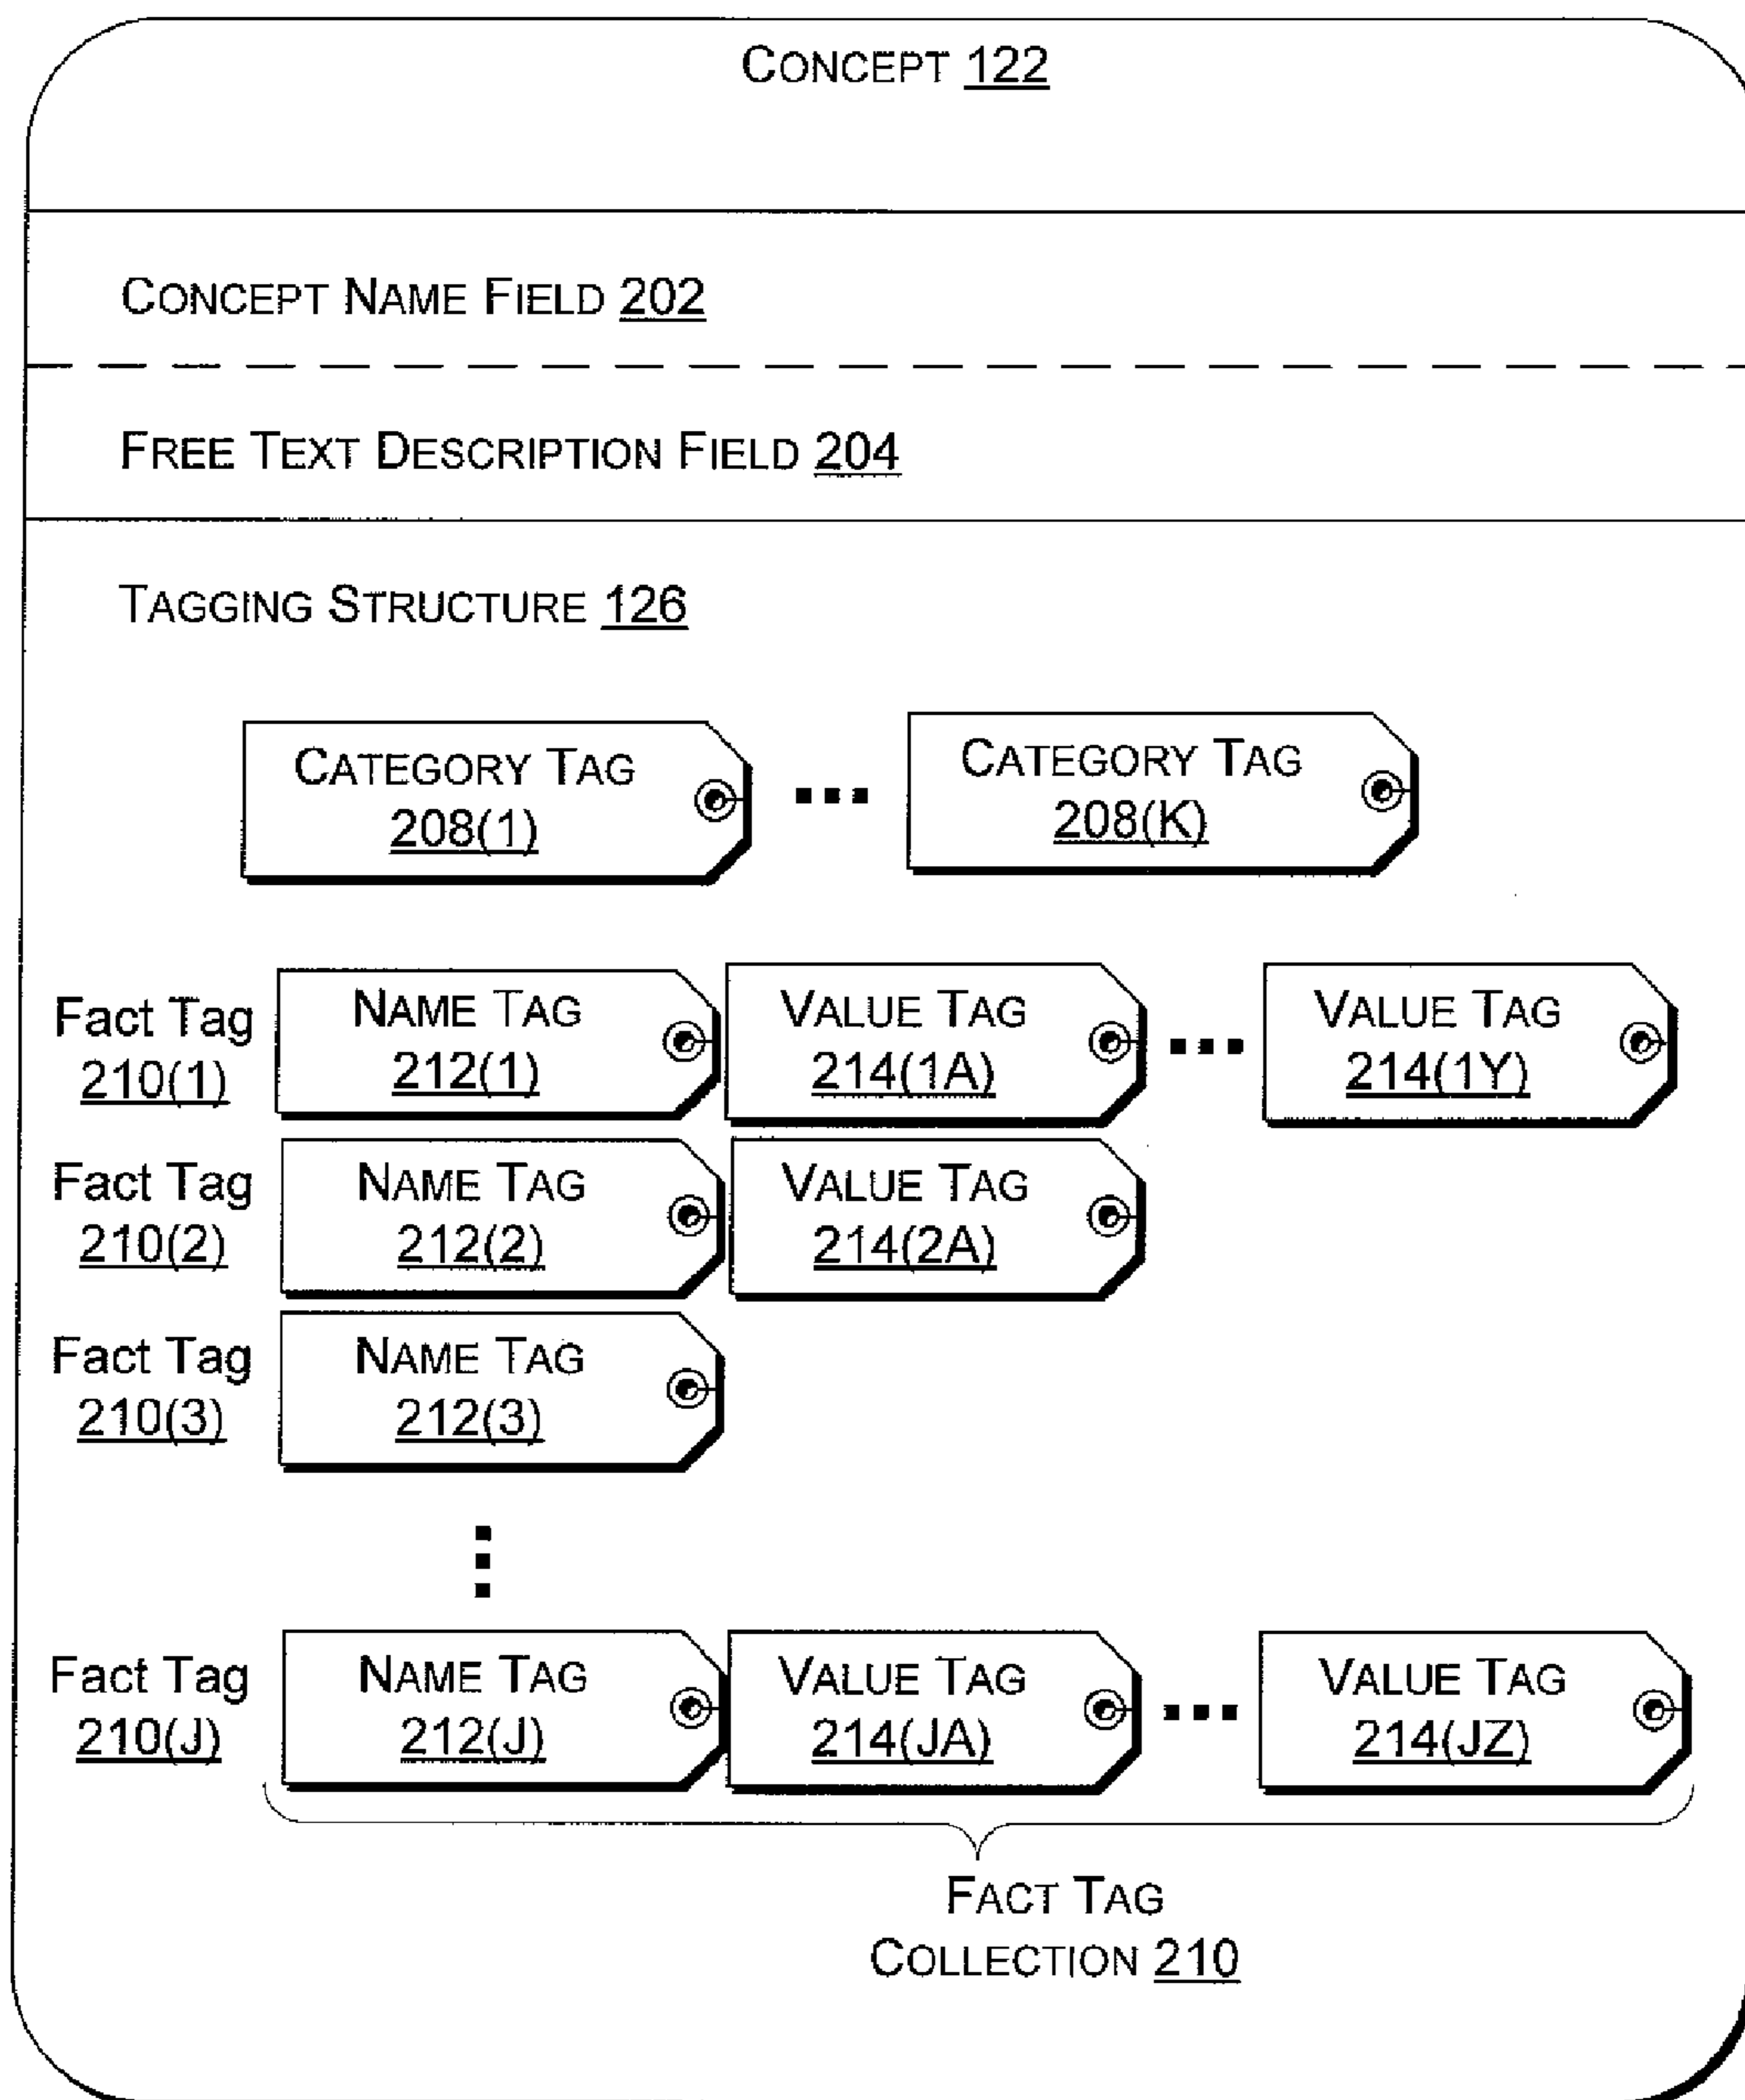 CONCEPT 122
CONCEPT NAME FIELD 202
FREE TEXT DESCRIPTION FIELD 204
TAGGING STRUCTURE 126
CATEGORY TAG
208(1)
CATEGORY TAG
208(K)
Fact Tag
210(1)
NAME TAG
212(1)
VALUE TAG
214(1A)
VALUE TAG
214(1Y)
Fact Tag
210(2)
NAME TAG
212(2)
VALUE TAG
214(2A)
Fact Tag
210(3)
NAME TAG
212(3)
Fact Tag
210(J)
NAME TAG
212(J)
VALUE TAG
214(JA)
VALUE TAG
214(JZ)
FACT TAG
COLLECTION 210